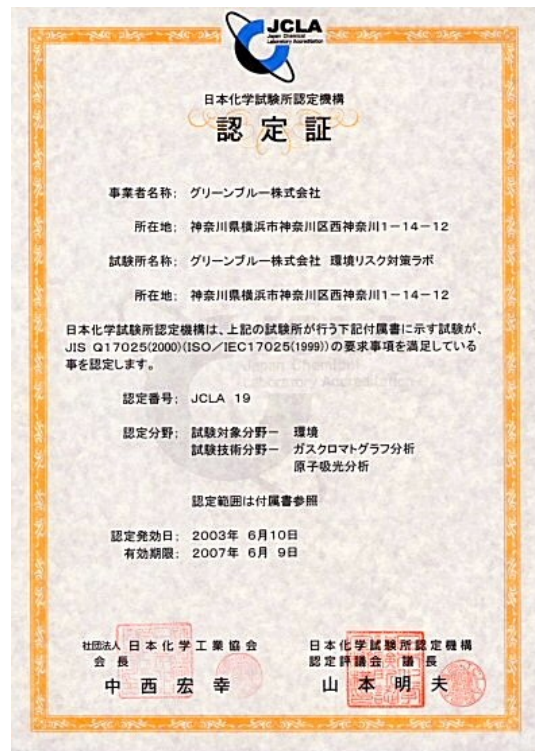 JCLA
Japan Chemical
Laboratory Accreditation
日本化学試験所認定機構
認定証
事業者名称: グリーンブルー株式会社
所在地: 神奈川県横浜市神奈川区西神奈川1-14-12
試験所名称: グリーンブルー株式会社 環境リスク対策ラボ
所在地: 神奈川県横浜市神奈川区西神奈川1-14-12
日本化学試験所認定機構は、上記の試験所が行う下記付属書に示す試験が、
JIS Q17025(2000)(ISO/IEC17025(1999))の要求事項を満足している
事を認定します。
Japan Chemical
Laboratory Accreditation
認定番号: JCLA 19
認定分野: 試験対象分野ー 環境
試験技術分野ー ガスクロマトグラフ分析
原子吸光分析
認定範囲は付属書参照
認定発効日: 2003年 6月10日
有効期限: 2007年 6月 9日
社団法人 日本化学工業協会
会長
中西宏幸
日本化学試験所認定機構
認定評議会 議長
山本明夫